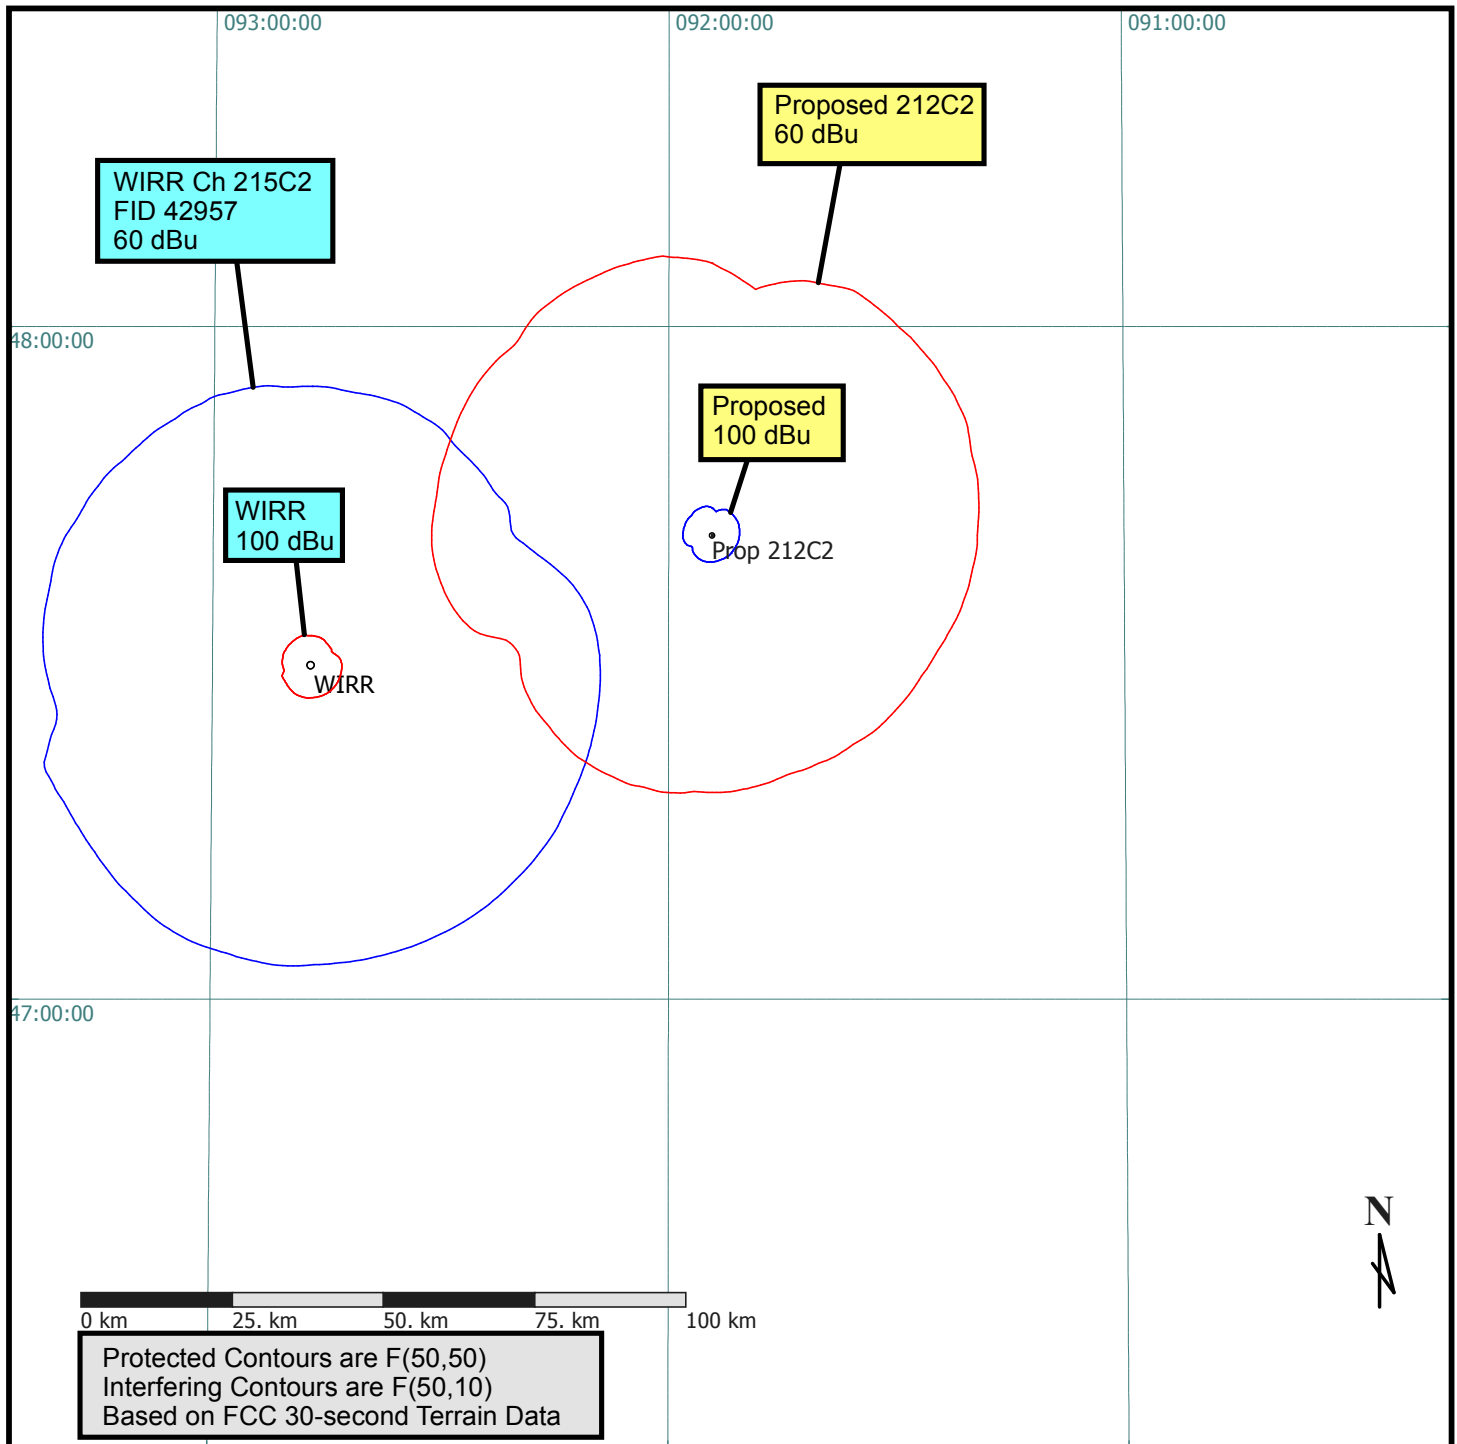 093:00:00
092:00:00
091:00:00
Proposed 212C2
60 dBu
WIRR Ch 215C2
FID 42957
60 dBu
48:00:00
Proposed
100 dBu
WIRR
100 dBu
Prop 212C2
WIRR
47:00:00
N
0 km 25. km 50. km 75. km 100 km
Protected Contours are F(50,50)
Interfering Contours are F(50,10)
Based on FCC 30-second Terrain Data